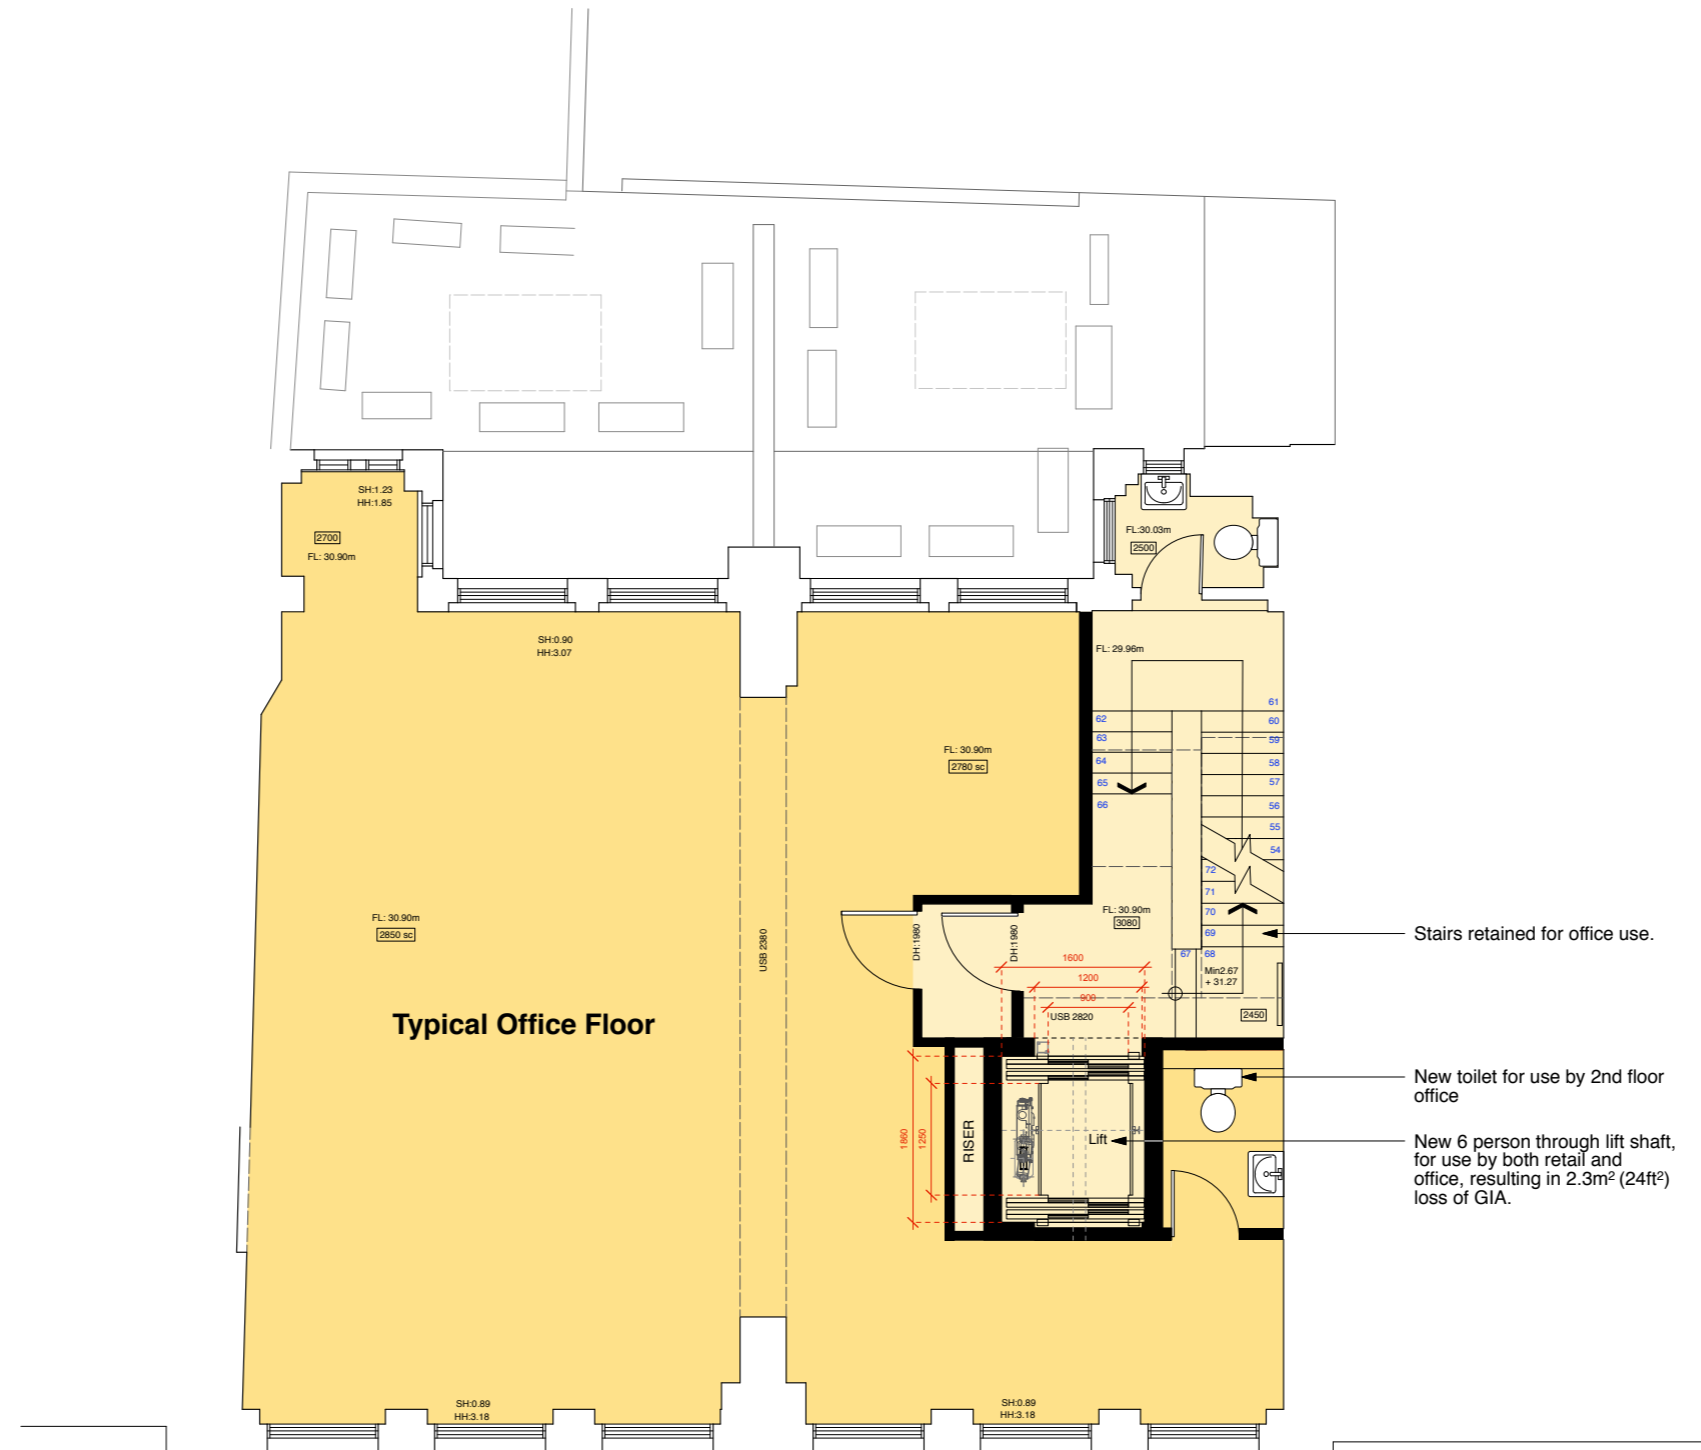 SH:1.23
HH:1.85
2700
FL: 30.90m
FL:30.03m
2500
SH:0.90
HH:3.07
FL: 29.96m
61
62
60
63
59
64
58
65
57
66
56
55
54
72
71
70
69
67
68
FL: 30.90m
2780 sc
FL: 30.90m
2850 sc
USB 2380
DH:1980
DH:1980
FL: 30.90m
3080
Stairs retained for office use.
1600
1200
900
Min2.67
+ 31.27
USB 2820
2450
Typical Office Floor
1860
1250
RISER
Lift
New toilet for use by 2nd floor
office
New 6 person through lift shaft,
for use by both retail and
office, resulting in 2.3m² (24ft²)
loss of GIA.
SH:0.89
HH:3.18
SH:0.89
HH:3.18